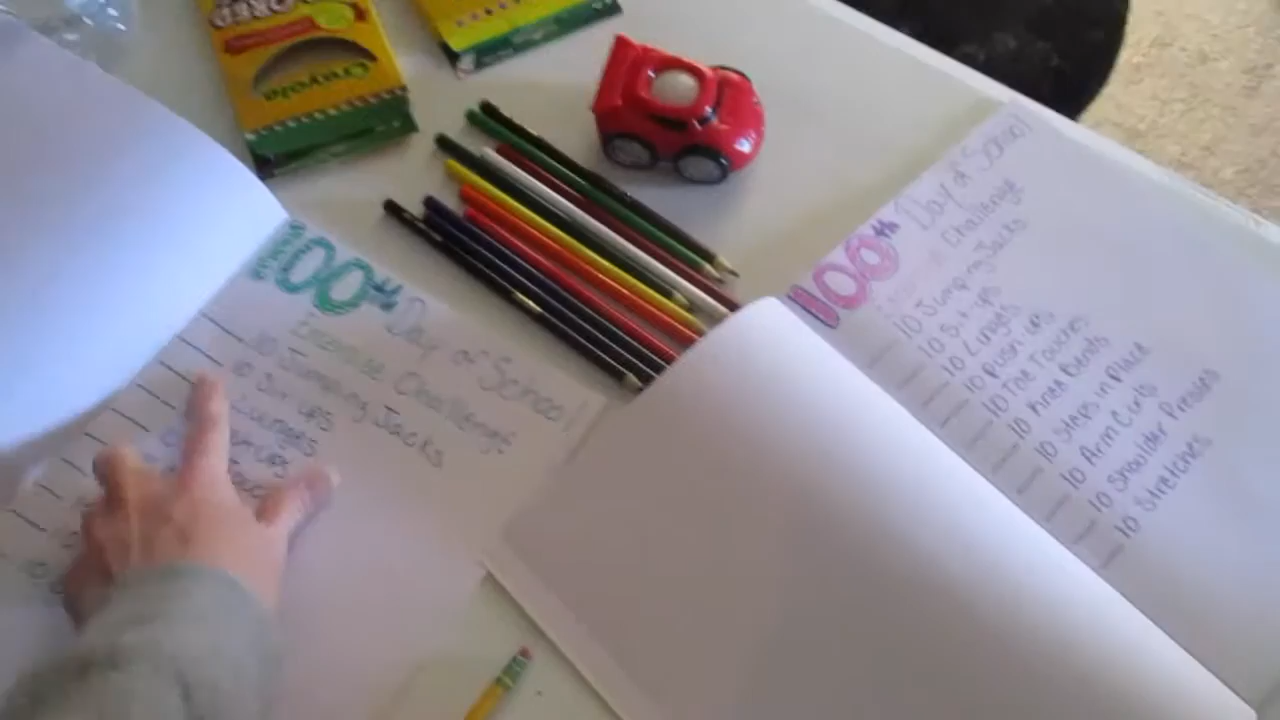 Crayola
100th Day of School
Exercise Challenge
10 Jumping Jacks
10 Sit ups
Lunges
100th Day of School
Challenge
10 Jumping Jacks
10 Sit ups
10 Lunges
10 Push ups
10 Toe Touches
10 Knee Bends
10 Steps in Place
10 Arm Curls
10 Shoulder Presses
10 Stretches